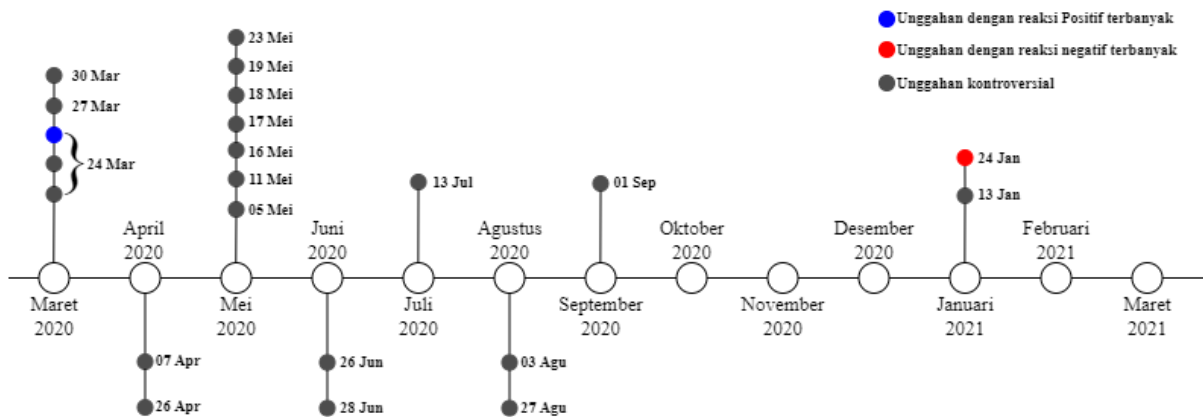 Unggahan dengan reaksi Positif terbanyak
Unggahan dengan reaksi negatif terbanyak
Unggahan kontroversial
30 Mar
27 Mar
24 Mar
23 Mei
19 Mei
18 Mei
17 Mei
16 Mei
11 Mei
05 Mei
13 Jul
01 Sep
24 Jan
13 Jan
April
2020
Juni
2020
Agustus
2020
Oktober
2020
Desember
2020
Februari
2021
Maret
2020
Mei
2020
Juli
2020
September
2020
November
2020
Januari
2021
Maret
2021
07 Apr
26 Apr
26 Jun
28 Jun
03 Agu
27 Agu